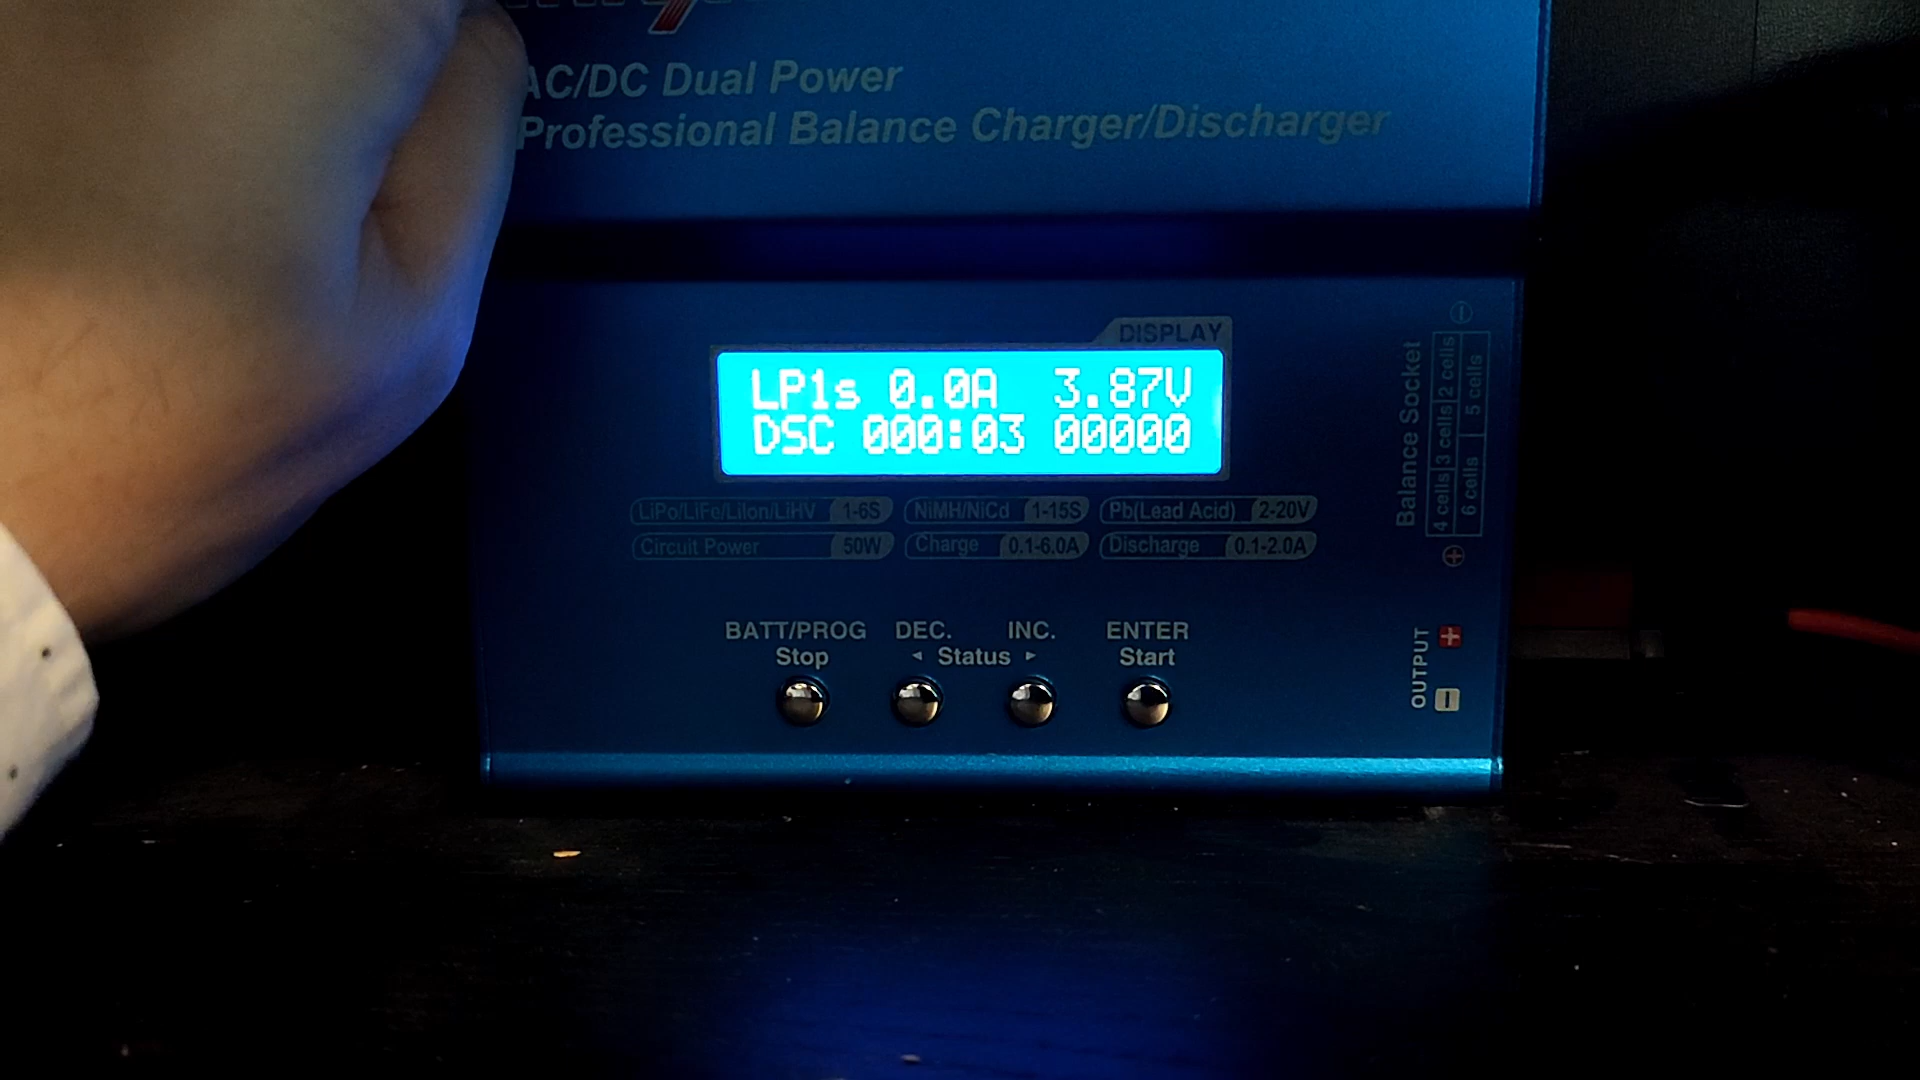 AC/DC Dual Power
Professional Balance Charger/Discharger
DISPLAY
LP1s 0.0A 3.87V
DSC 000:03 00000
LiPo/LiFe/LiIon/LiHV 1-6S NiMH/NiCd 1-15S Pb(Lead Acid) 2-20V
Circuit Power 50W Charge 0.1-6.0A Discharge 0.1-2.0A
BATT/PROG DEC. INC. ENTER
Stop ◄ Status ► Start
Balance Socket
4 cells 3 cells 2 cells
6 cells 5 cells
OUTPUT